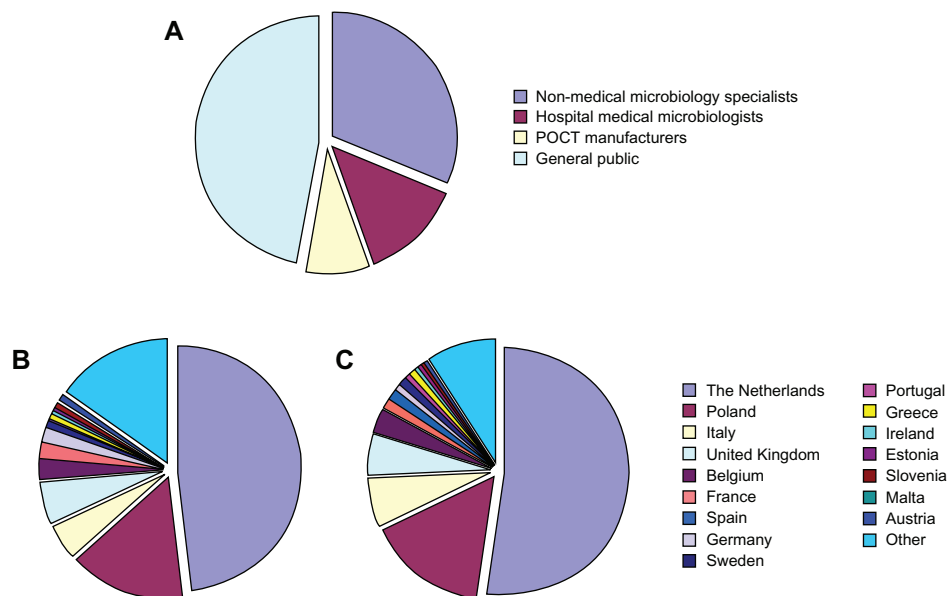 A
Non-medical microbiology specialists
Hospital medical microbiologists
POCT manufacturers
General public
B
C
The Netherlands
Poland
Italy
United Kingdom
Belgium
France
Spain
Germany
Sweden
Portugal
Greece
Ireland
Estonia
Slovenia
Malta
Austria
Other